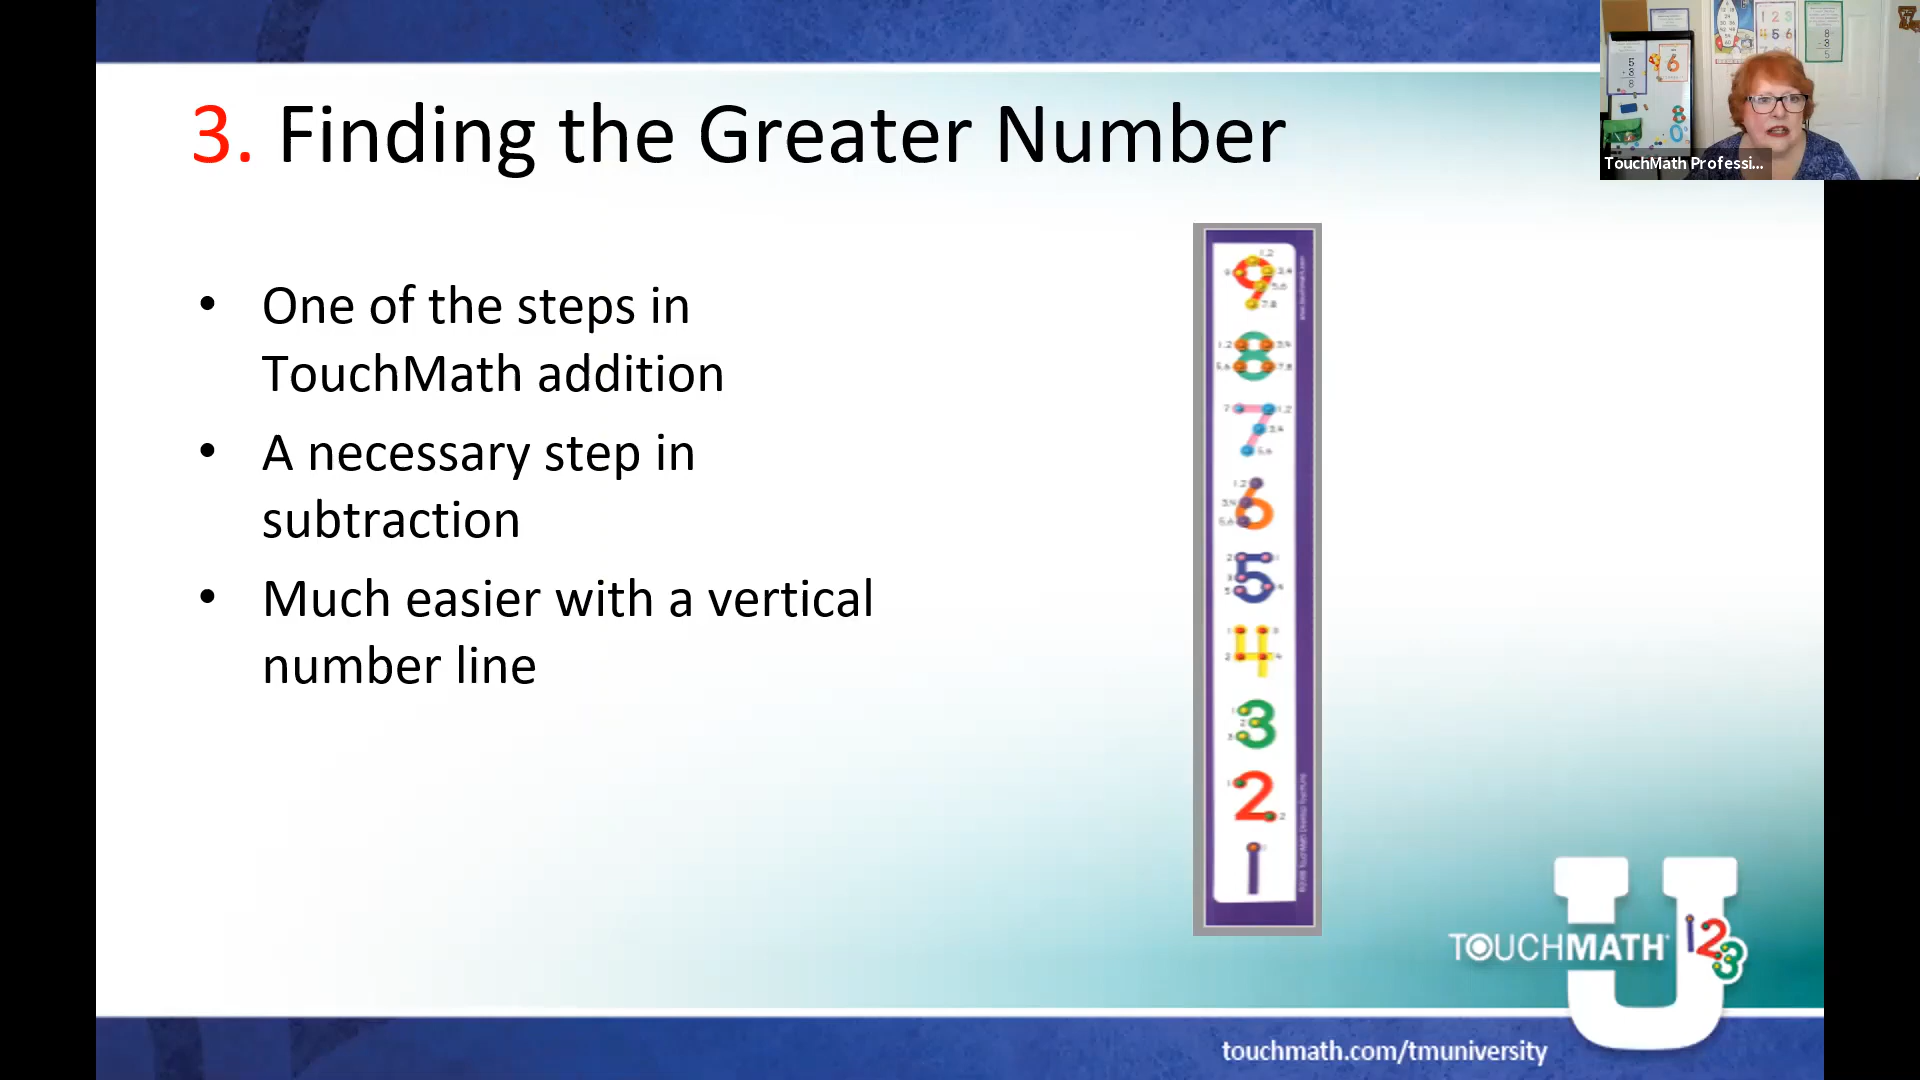 3. Finding the Greater Number
• One of the steps in
TouchMath addition
• A necessary step in
subtraction
• Much easier with a vertical
number line
9
8
7
6
5
4
3
2
1
TOUCHMATH
123
touchmath.com/tmuniversity
TouchMath Professi...